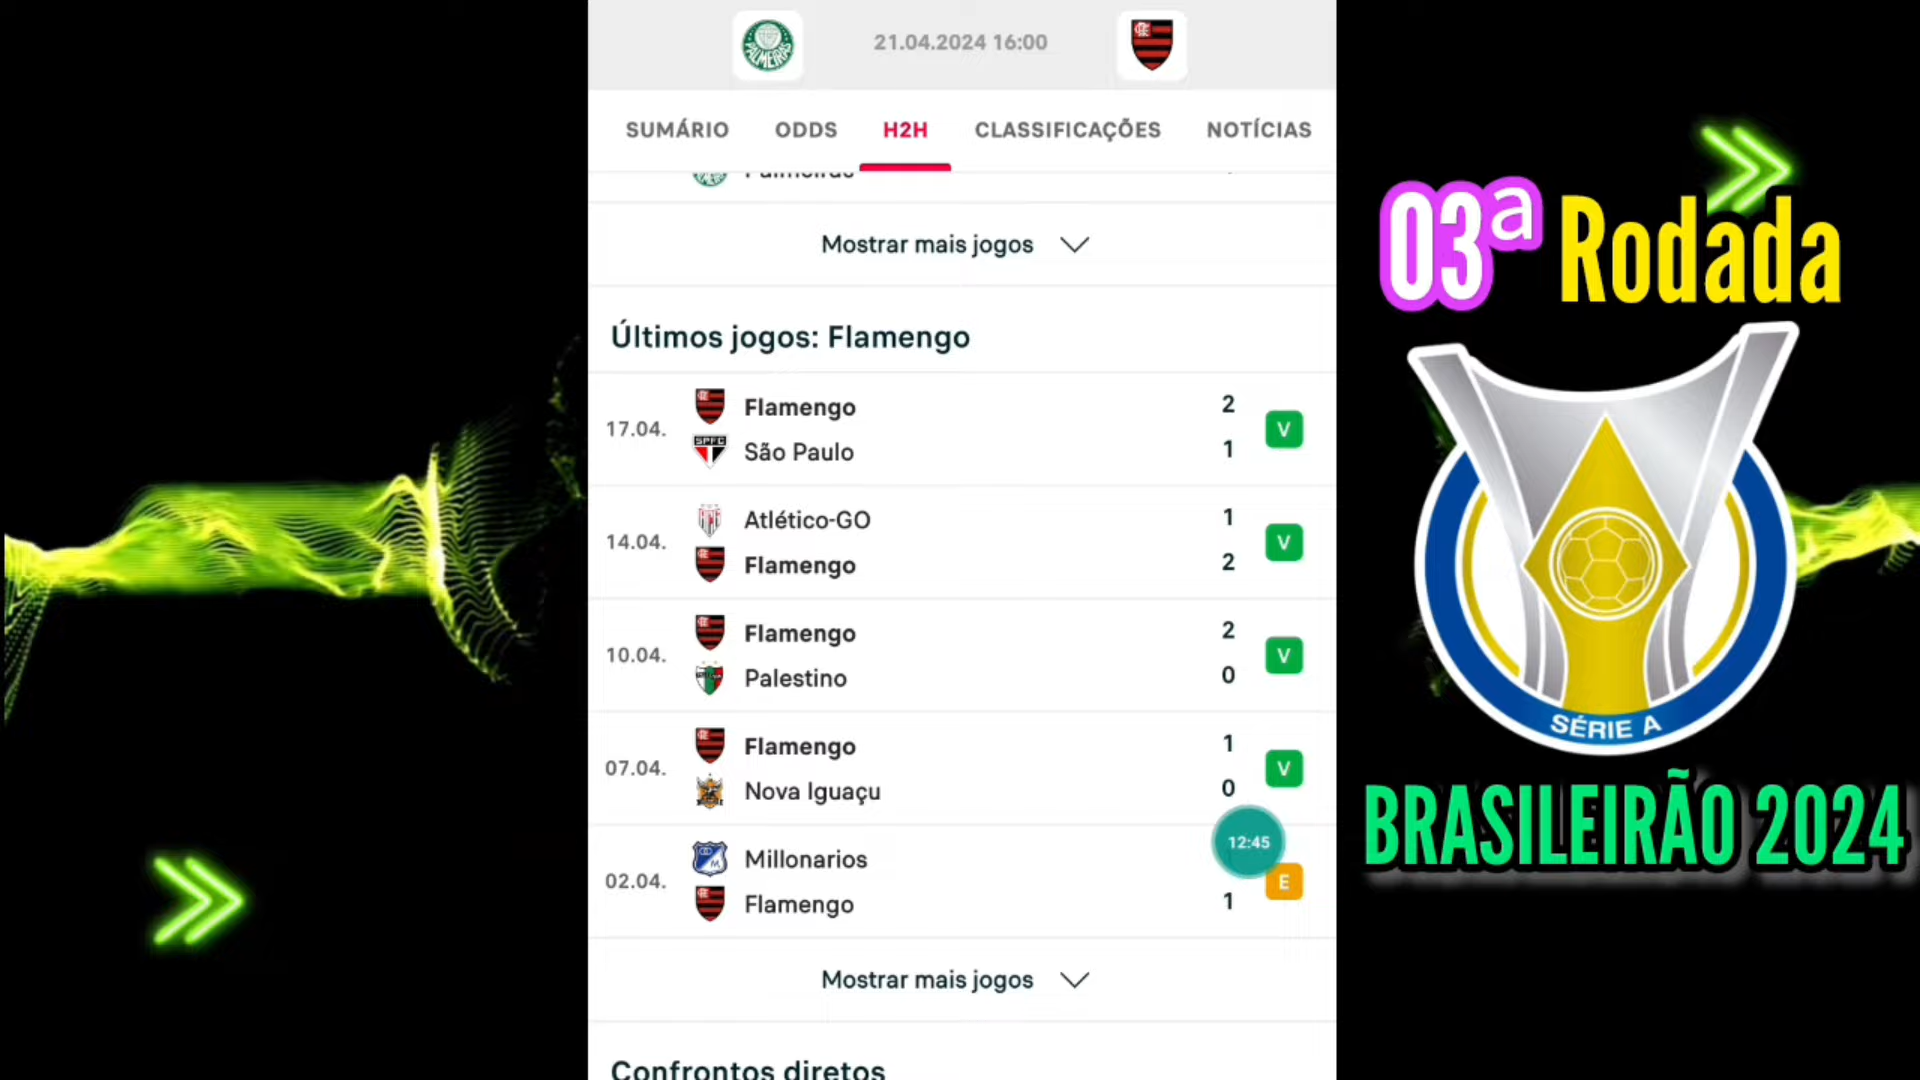 PALMEIRAS
21.04.2024 16:00
SUMÁRIO ODDS H2H CLASSIFICAÇÕES NOTÍCIAS
Palmeiras
Mostrar mais jogos
Últimos jogos: Flamengo
17.04.
Flamengo 2
São Paulo 1
V
SPFC
14.04.
Atlético-GO 1
Flamengo 2
V
10.04.
Flamengo 2
Palestino 0
V
07.04.
Flamengo 1
Nova Iguaçu 0
V
02.04.
Millonarios
Flamengo 1
E
12:45
Mostrar mais jogos
Confrontos diretos
03ª Rodada
SÉRIE A
BRASILEIRÃO 2024